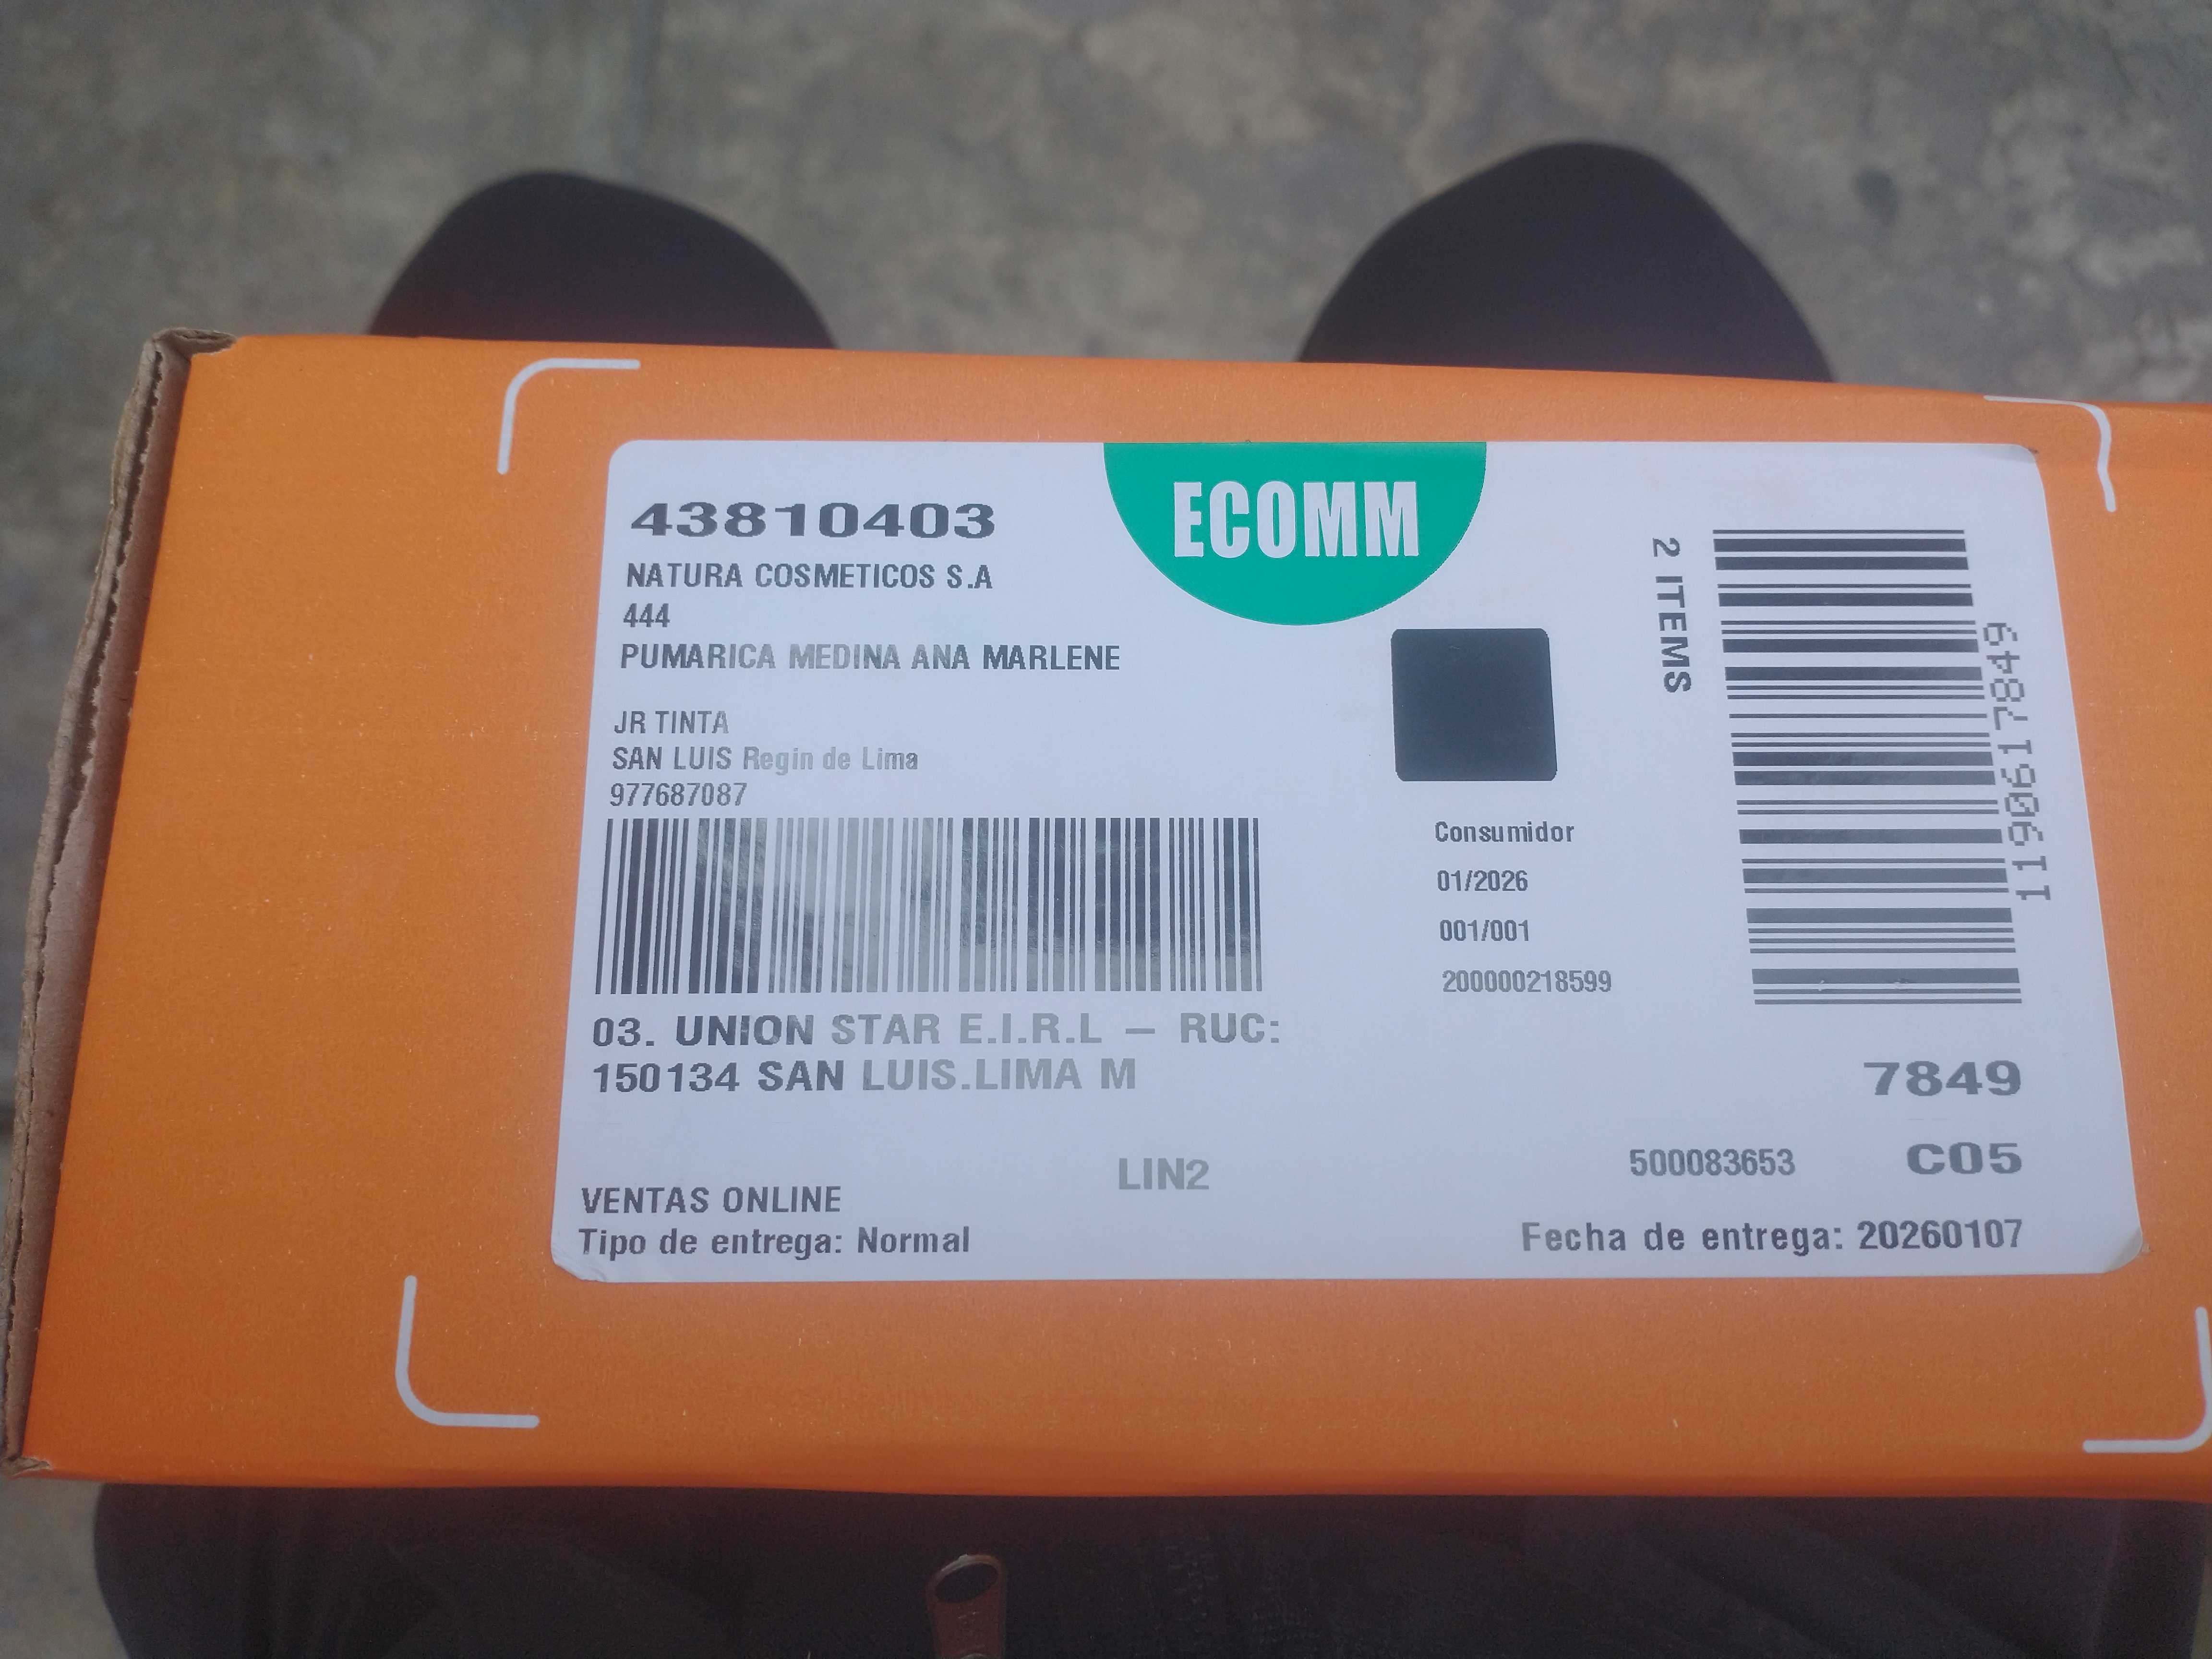 43810403
NATURA COSMETICOS S.A
444
PUMARICA MEDINA ANA MARLENE
JR TINTA
SAN LUIS Regin de Lima
977687087
03. UNION STAR E.I.R.L – RUC:
150134 SAN LUIS.LIMA M
VENTAS ONLINE
Tipo de entrega: Normal
LIN2
ECOMM
Consumidor
01/2026
001/001
200000218599
2 ITEMS
1190617849
7849
500083653 C05
Fecha de entrega: 20260107